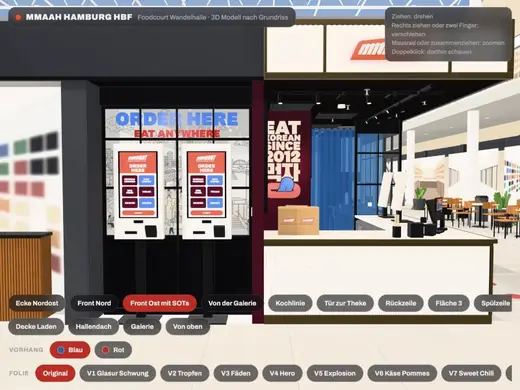 MMAAH HAMBURG HBF Foodcourt Wandelhalle · 3D Modell nach Grundriss
Ziehen: drehen
Rechts ziehen oder zwei Finger:
verschieben
Mausrad oder zusammenziehen: zoomen
Doppelklick: dorthin schauen
ORDER HERE
EAT ANYWHERE
ORDER
HERE
ORDER
HERE
EAT
KOREAN
SINCE
2012
먹자
Ecke Nordost Front Nord Front Ost mit SOTs Von der Galerie Kochlinie Tür zur Theke Rückzeile Fläche 3 Spülzeile
Decke Laden Hallendach Galerie Von oben
VORHANG Blau Rot
FOLIE Original V1 Glasur Schwung V2 Tropfen V3 Fäden V4 Hero V5 Explosion V6 Käse Pommes V7 Sweet Chili